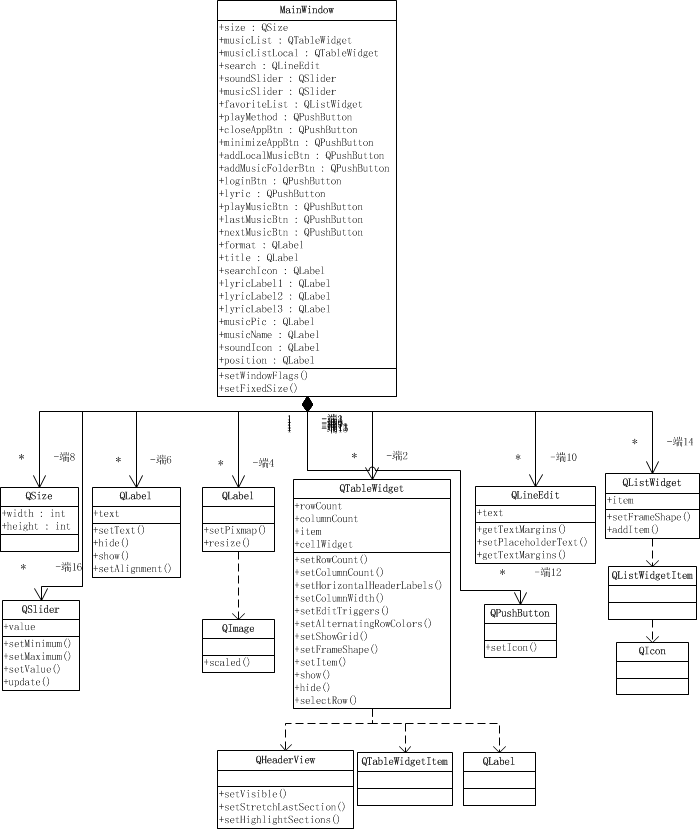 MainWindow
+size : QSize
+musicList : QTableWidget
+musicListLocal : QTableWidget
+search : QLineEdit
+soundSlider : QSlider
+musicSlider : QSlider
+favoriteList : QListWidget
+playMethod : QPushButton
+closeAppBtn : QPushButton
+minimizeAppBtn : QPushButton
+addLocalMusicBtn : QPushButton
+addMusicFolderBtn : QPushButton
+loginBtn : QPushButton
+lyric : QPushButton
+playMusicBtn : QPushButton
+lastMusicBtn : QPushButton
+nextMusicBtn : QPushButton
+format : QLabel
+title : QLabel
+searchIcon : QLabel
+lyricLabel1 : QLabel
+lyricLabel2 : QLabel
+lyricLabel3 : QLabel
+musicPic : QLabel
+musicName : QLabel
+soundIcon : QLabel
+position : QLabel
+setWindowFlags()
+setFixedSize()
* -端8
* -端6
* -端4
* -端2
* -端10
* -端14
QSize
+width : int
+height : int
QLabel
+text
+setText()
+hide()
+show()
+setAlignment()
QLabel
+setPixmap()
+resize()
QTableWidget
+rowCount
+columnCount
+item
+cellWidget
+setRowCount()
+setColumnCount()
+setHorizontalHeaderLabels()
+setColumnWidth()
+setEditTriggers()
+setAlternatingRowColors()
+setShowGrid()
+setFrameShape()
+setItem()
+show()
+hide()
+selectRow()
QLineEdit
+text
+getTextMargins()
+setPlaceholderText()
+getTextMargins()
QListWidget
+item
+setFrameShape()
+addItem()
* -端16
* -端12
QSlider
+value
+setMinimum()
+setMaximum()
+setValue()
+update()
QImage
+scaled()
QPushButton
+setIcon()
QListWidgetItem
QIcon
QHeaderView
+setVisible()
+setStretchLastSection()
+setHighlightSections()
QTableWidgetItem
QLabel